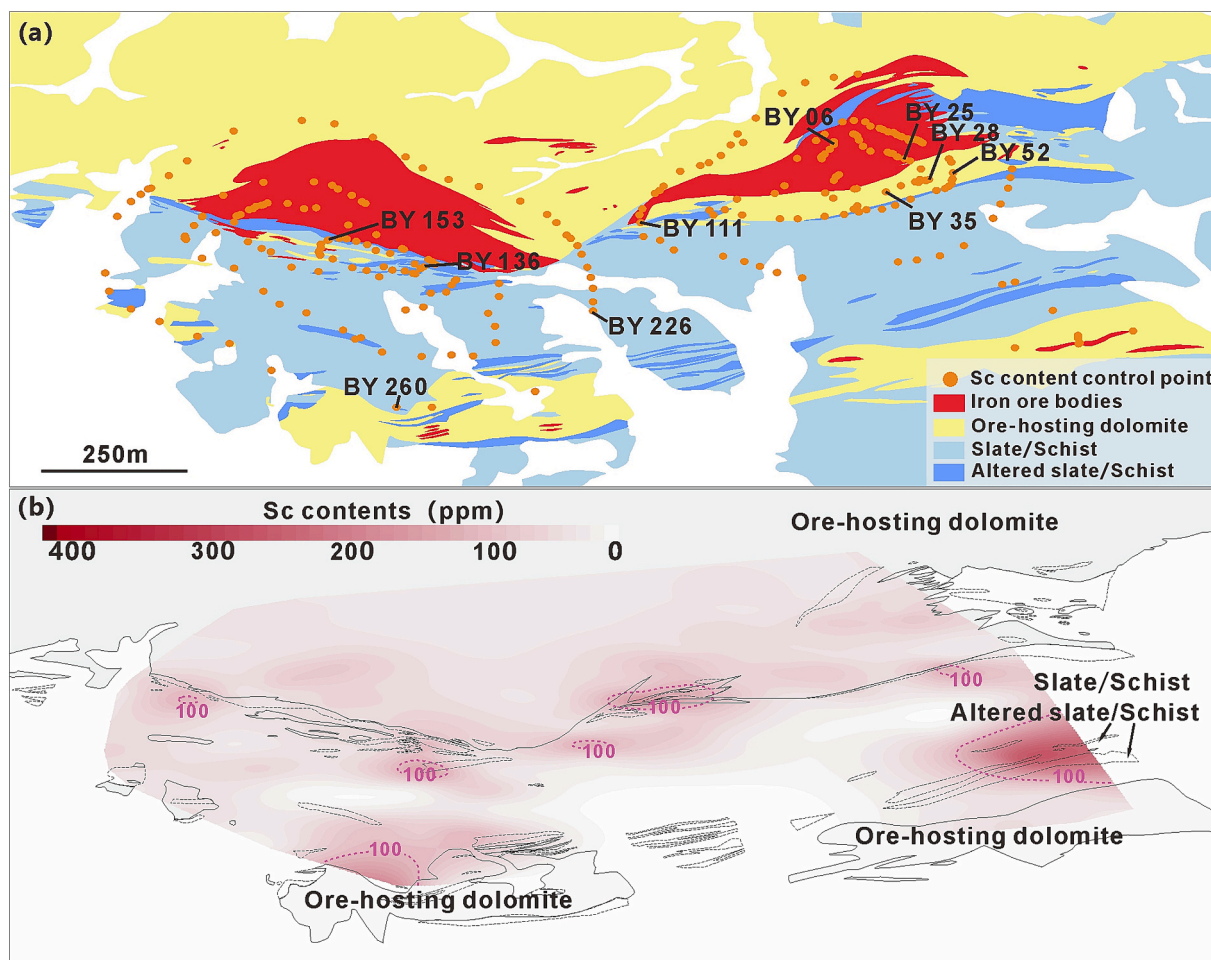 (a)
BY 06
BY 25
BY 28
BY 52
BY 153
BY 111
BY 35
BY 136
BY 226
BY 260
250m
Sc content control point
Iron ore bodies
Ore-hosting dolomite
Slate/Schist
Altered slate/Schist
(b)
Sc contents (ppm)
400 300 200 100 0
Ore-hosting dolomite
100
100
100
Slate/Schist
Altered slate/Schist
100
100
100
100
Ore-hosting dolomite
Ore-hosting dolomite